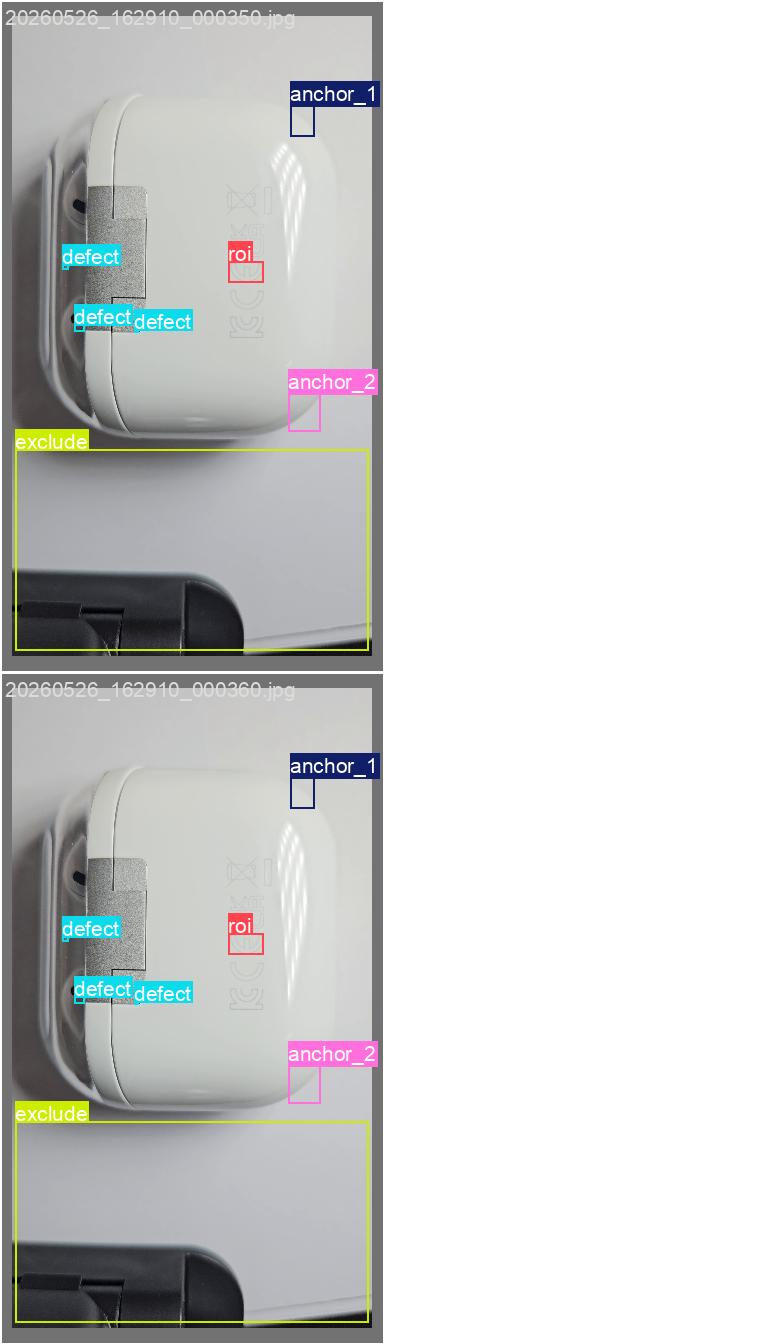 20260526_162910_000350.jpg
anchor_1
roi
defect
defect
defect
anchor_2
exclude
20260526_162910_000360.jpg
anchor_1
roi
defect
defect
defect
anchor_2
exclude